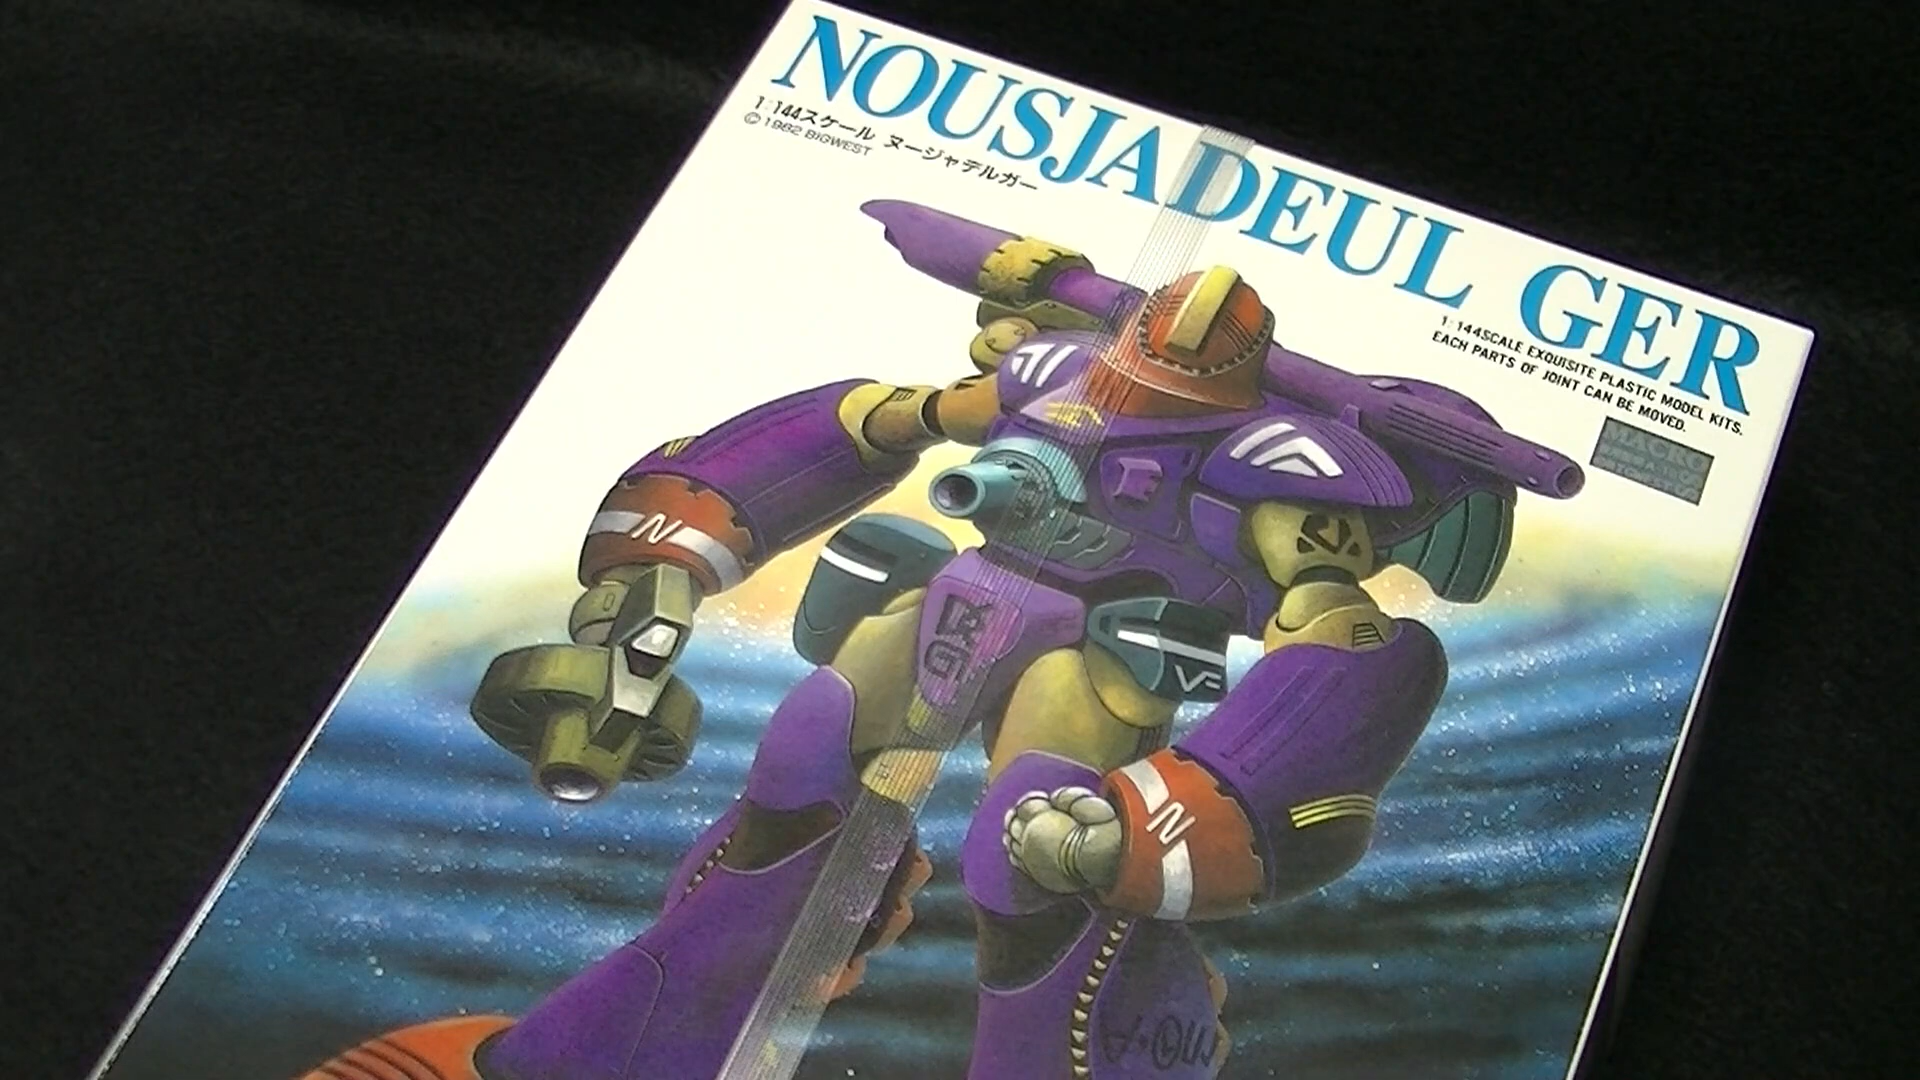 NOUSJADEUL GER
1:144スケール ヌージャデルガー
© 1982 BIGWEST
1:144SCALE EXQUISITE PLASTIC MODEL KITS.
EACH PARTS OF JOINT CAN BE MOVED.
MACRO
N
N